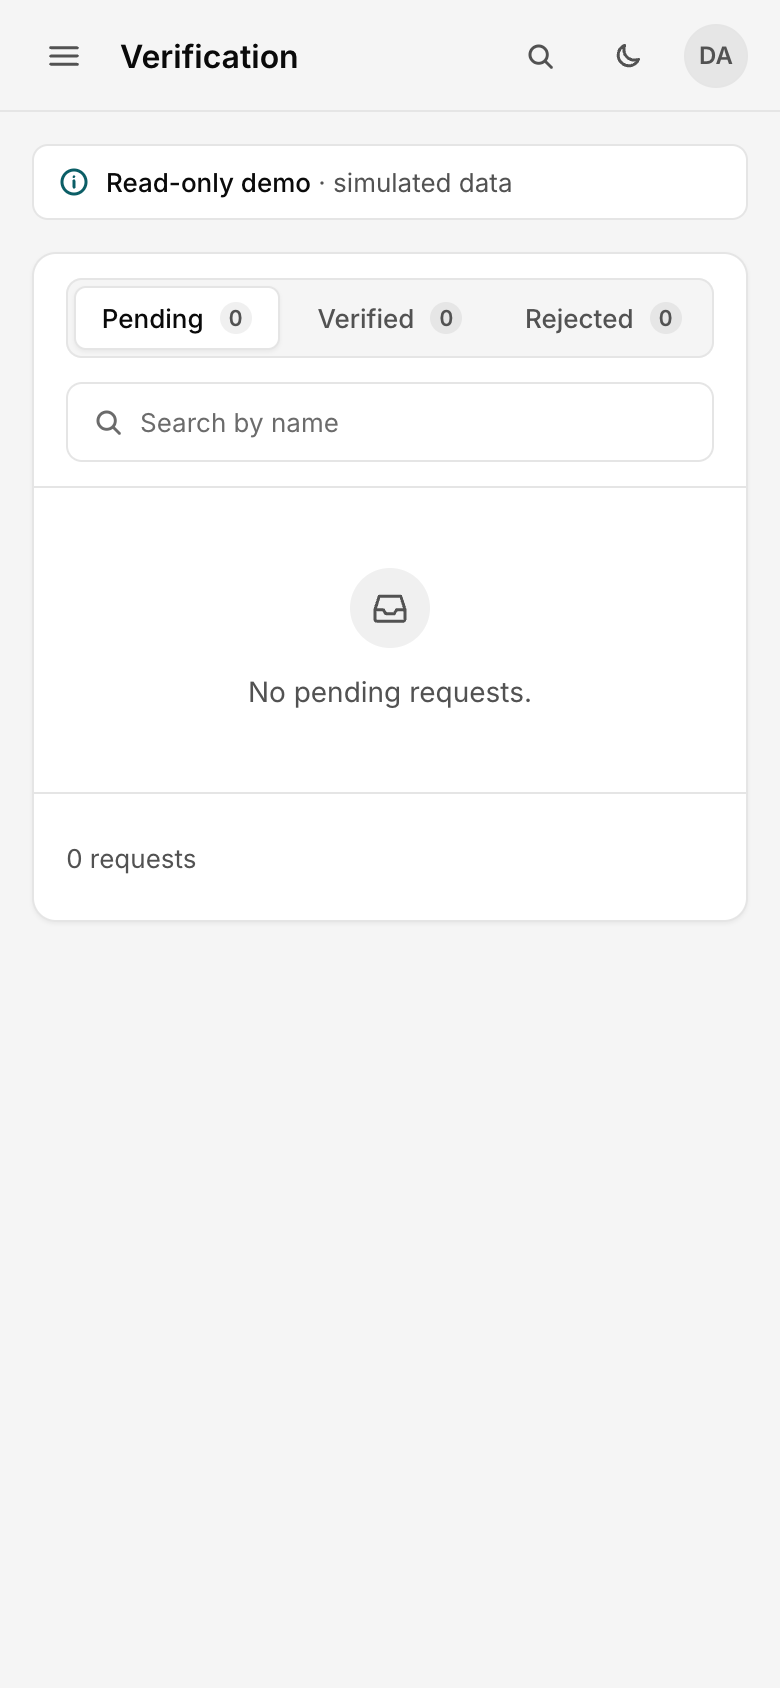 Verification
DA
Read-only demo · simulated data
Pending 0 Verified 0 Rejected 0
Search by name
No pending requests.
0 requests